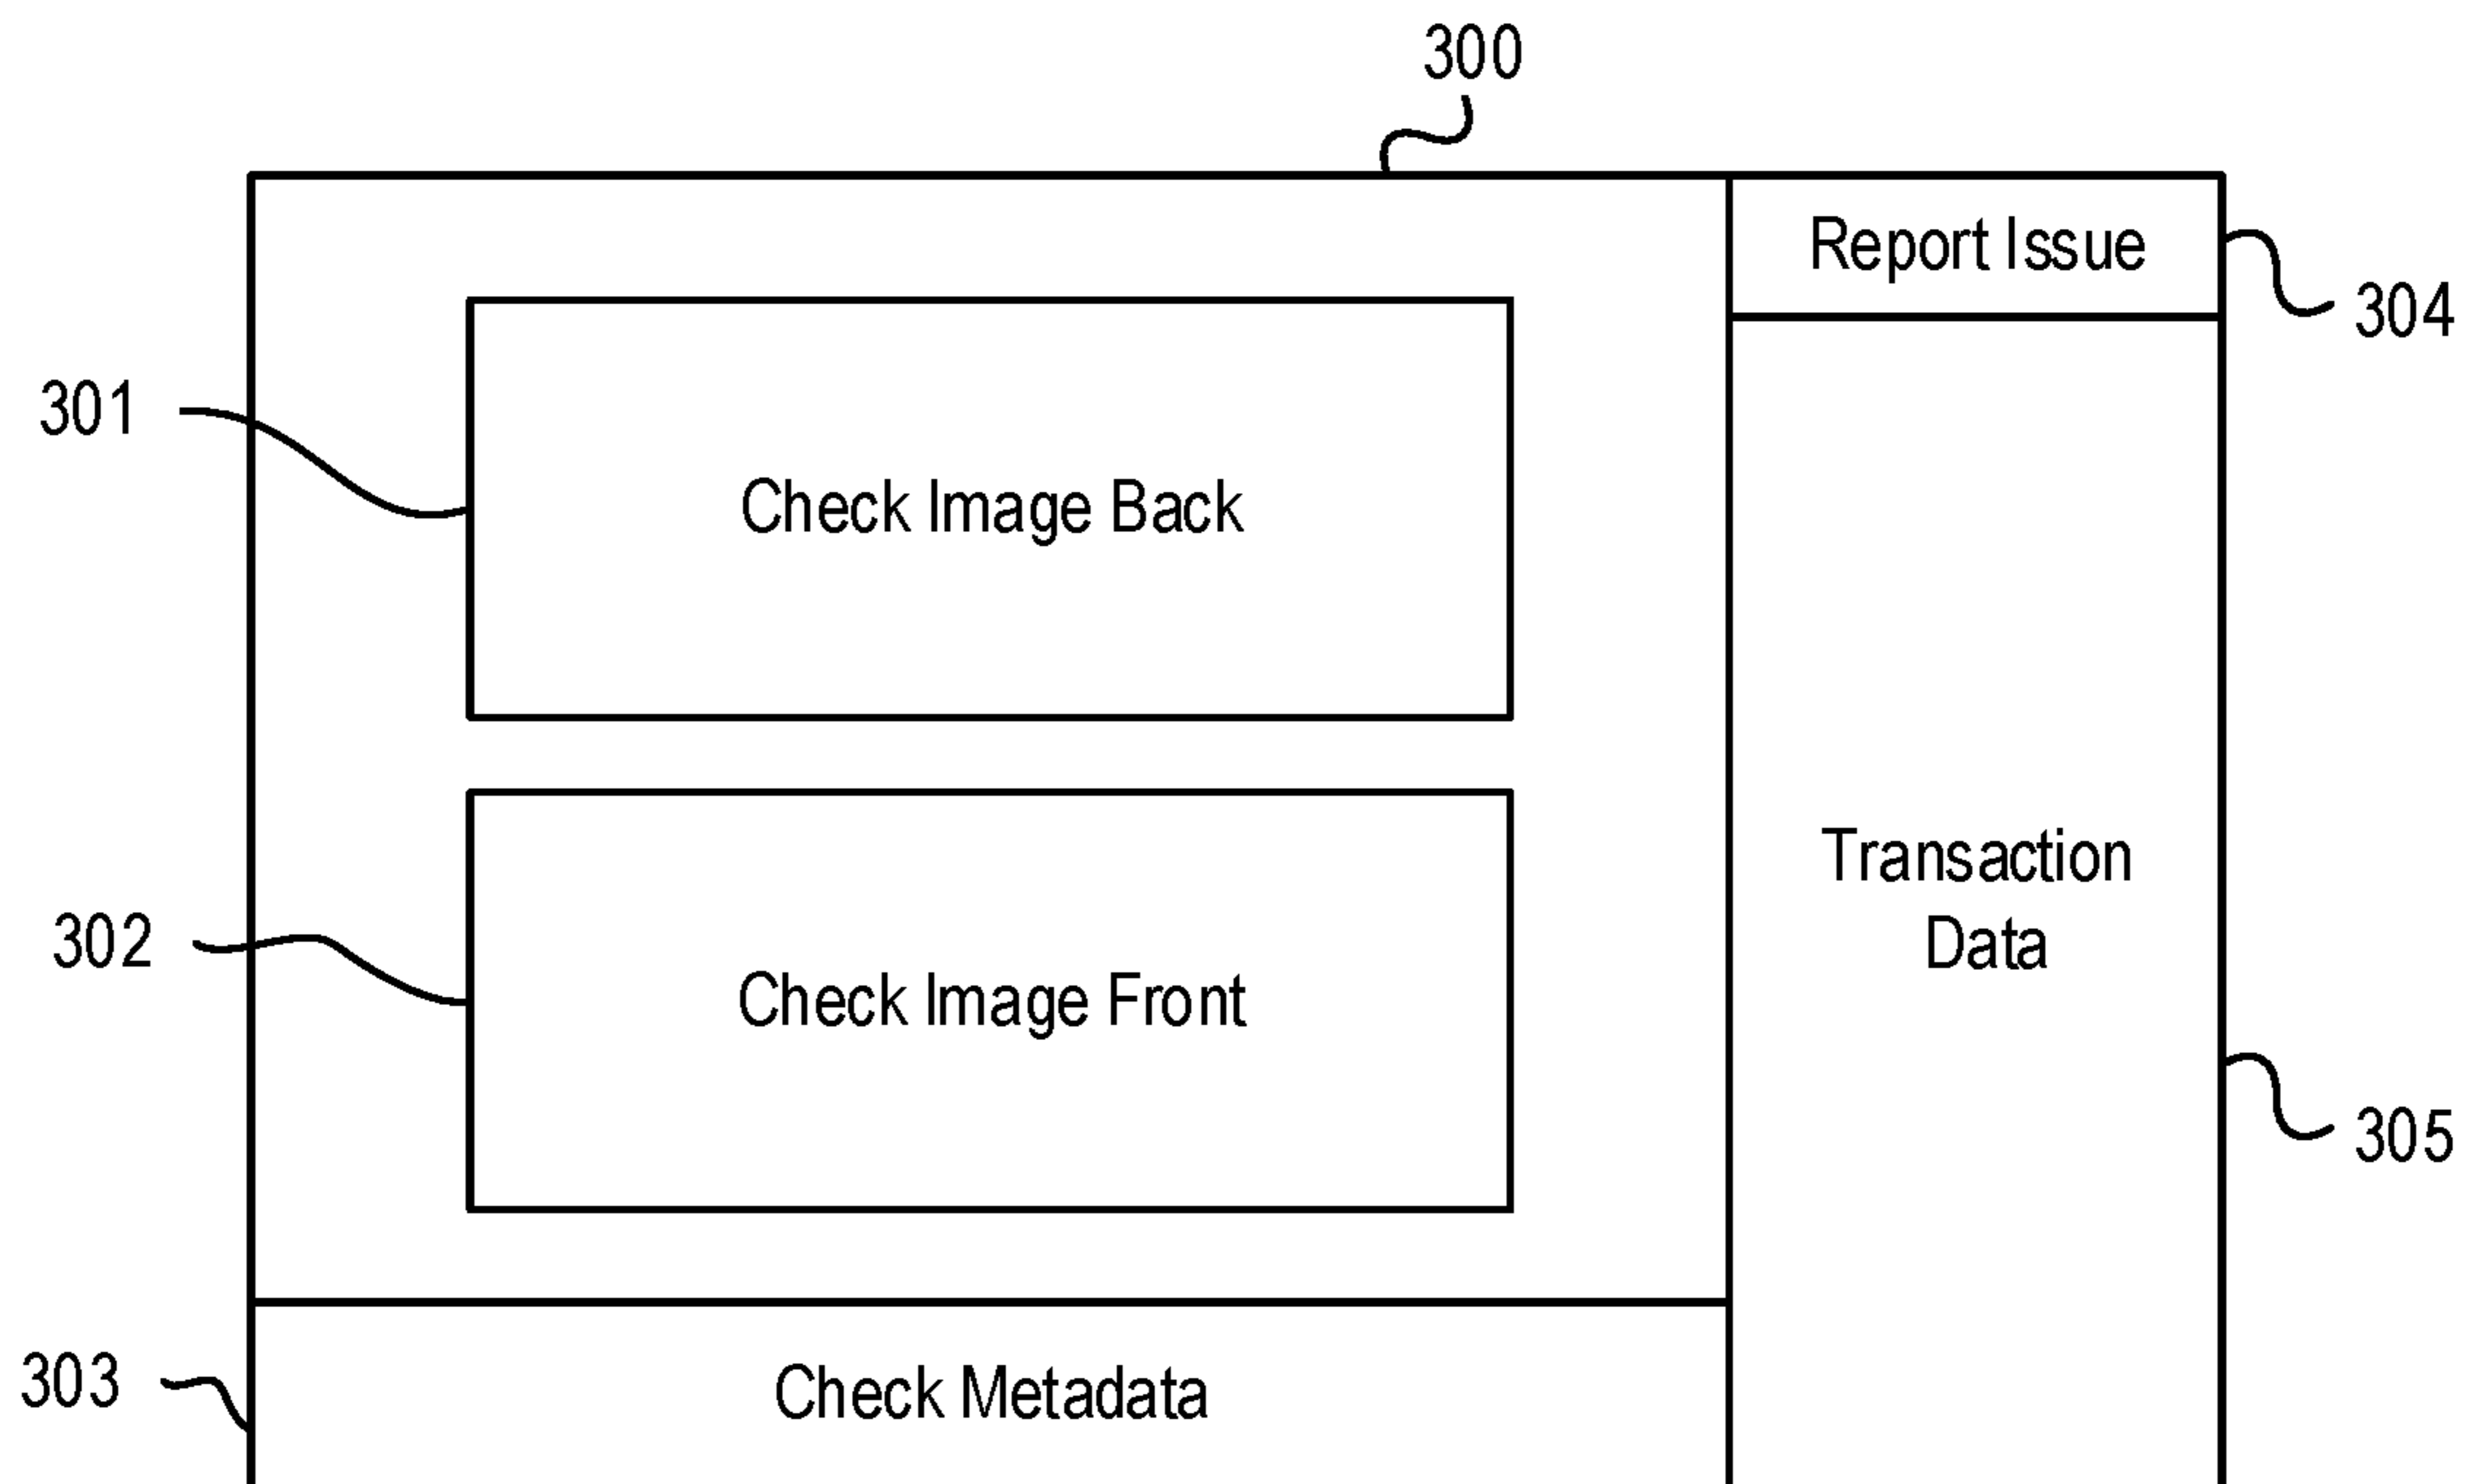 300
Report Issue
304
301
Check Image Back
Transaction
Data
302
Check Image Front
305
303
Check Metadata